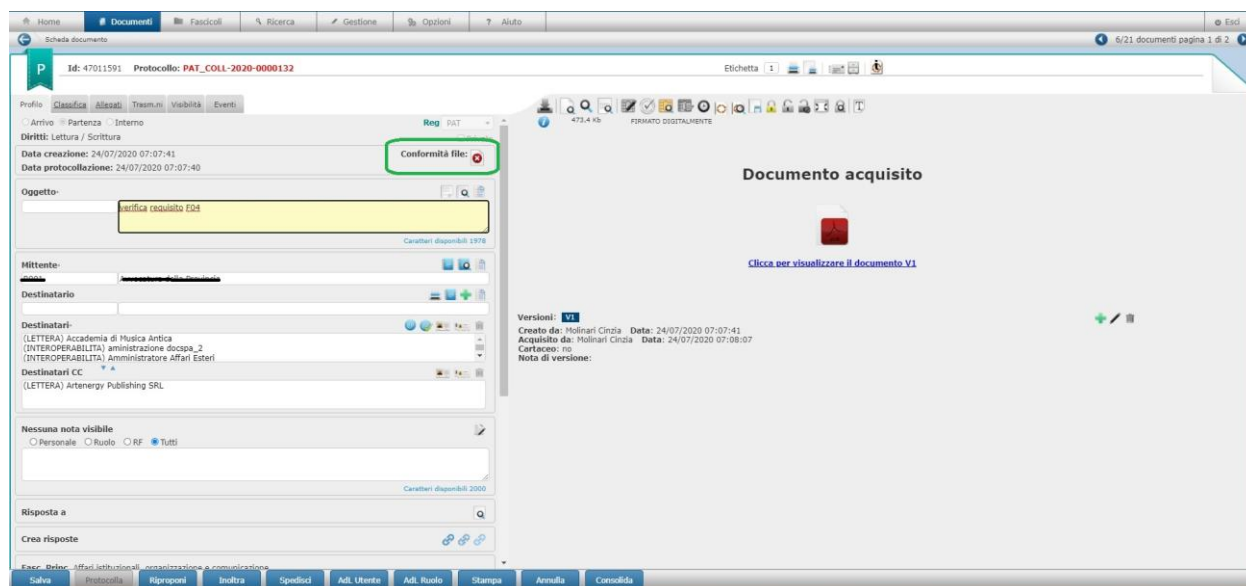 Home Documenti Fascicoli Ricerca Gestione Opzioni ? Aiuto Esci
Scheda documento 6/21 documenti pagina 1 di 2
P Id: 47011591 Protocollo: PAT_COLL-2020-0000132 Etichetta 1
Profilo Classifica Allegati Trasm.ni Visibilità Eventi
473.4 Kb FIRMATO DIGITALMENTE
Arrivo Partenza Interno Reg PAT
Diritti: Lettura / Scrittura
Data creazione: 24/07/2020 07:07:41 Conformità file:
Data protocollazione: 24/07/2020 07:07:40
Documento acquisito
Oggetto*
verifica requisito F04
Caratteri disponibili 1978
Clicca per visualizzare il documento V1
Mittente*
Destinatario
Destinatari*
(LETTERA) Accademia di Musica Antica
(INTEROPERABILITA) aministrazione docspa_2
(INTEROPERABILITA) Amministratore Affari Esteri
Destinatari CC
(LETTERA) Artenergy Publishing SRL
Versioni: V1
Creato da: Molinari Cinzia Data: 24/07/2020 07:07:41
Acquisito da: Molinari Cinzia Data: 24/07/2020 07:08:07
Cartaceo: no
Nota di versione:
Nessuna nota visibile
Personale Ruolo RF Tutti
Caratteri disponibili 2000
Risposta a
Crea risposte
Fasc. Princ. Affari istituzionali, organizzazione e comunicazione
Salva Protocolla Riproponi Inoltra Spedisci AdL Utente AdL Ruolo Stampa Annulla Consolida